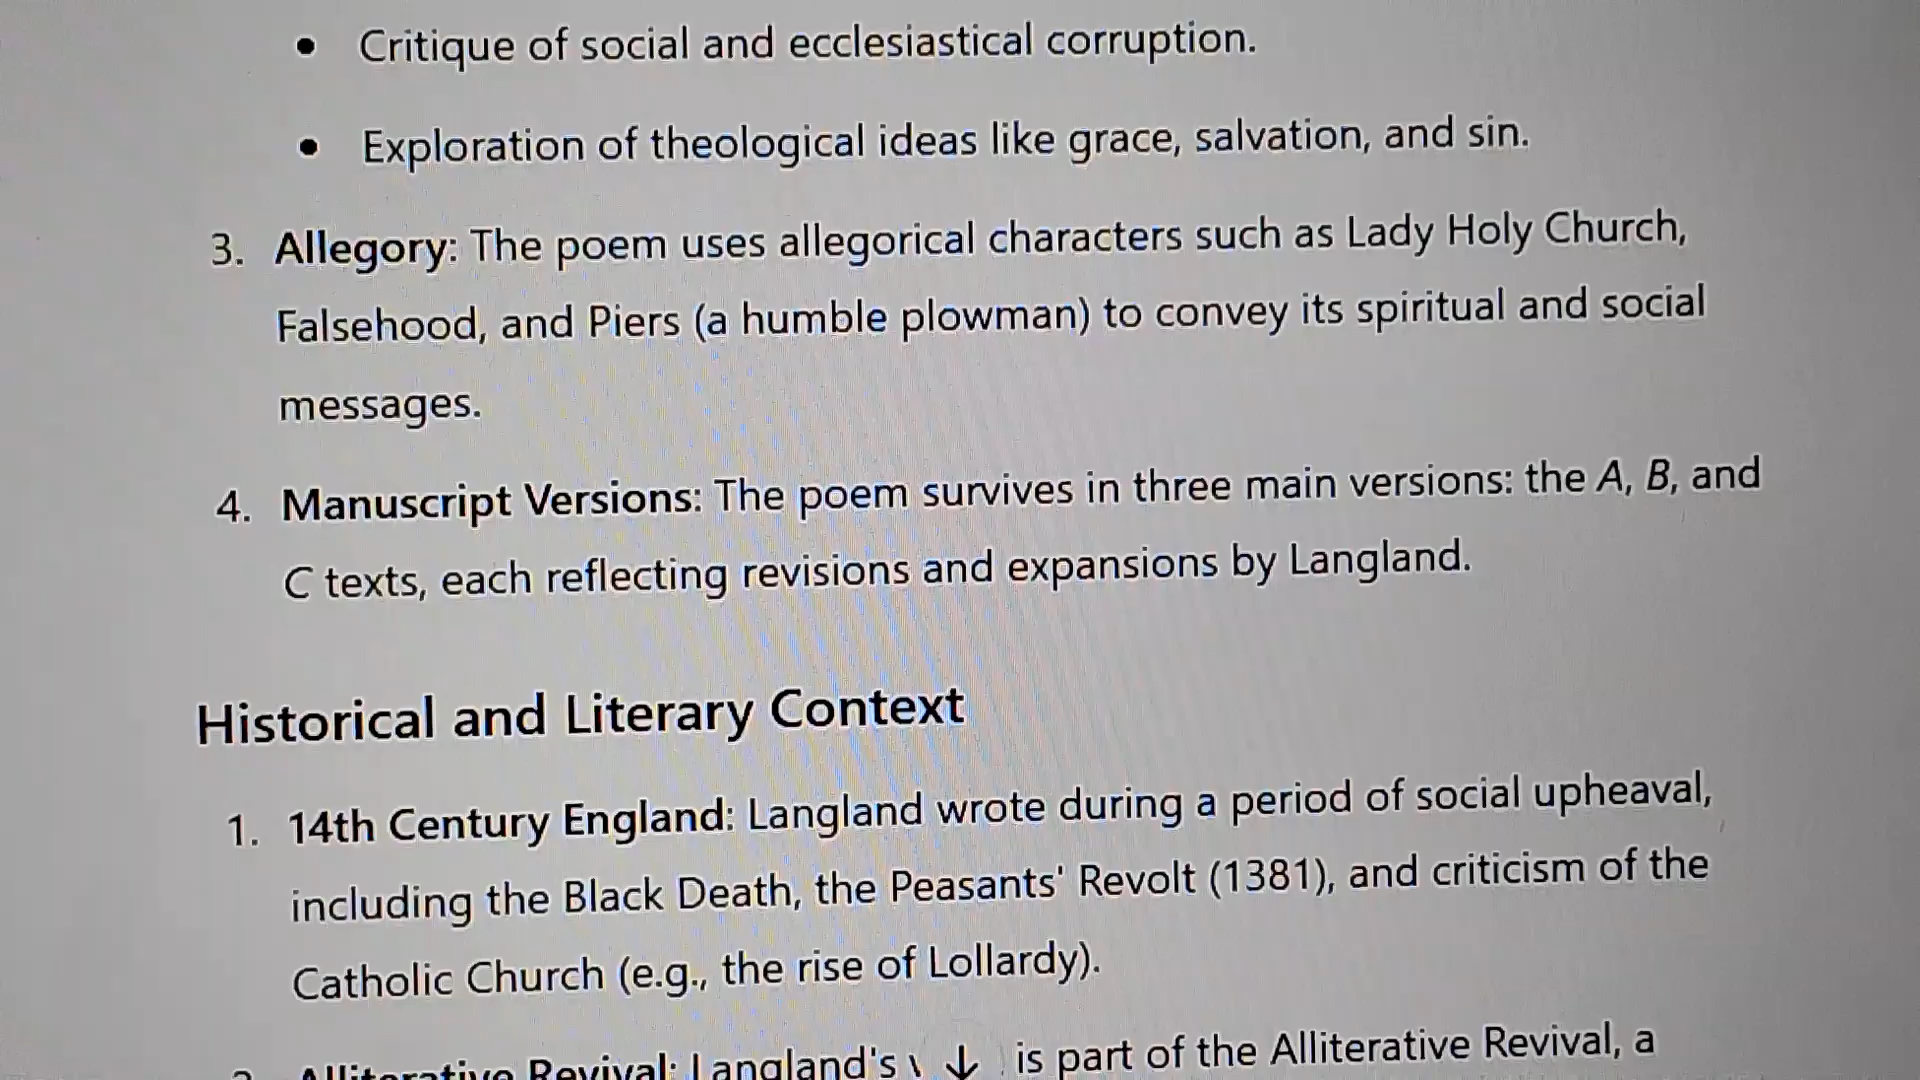 • Critique of social and ecclesiastical corruption.
• Exploration of theological ideas like grace, salvation, and sin.
3. Allegory: The poem uses allegorical characters such as Lady Holy Church,
Falsehood, and Piers (a humble plowman) to convey its spiritual and social
messages.
4. Manuscript Versions: The poem survives in three main versions: the A, B, and
C texts, each reflecting revisions and expansions by Langland.
Historical and Literary Context
1. 14th Century England: Langland wrote during a period of social upheaval,
including the Black Death, the Peasants' Revolt (1381), and criticism of the
Catholic Church (e.g., the rise of Lollardy).
2. Alliterative Revival: Langland's ↓ is part of the Alliterative Revival, a